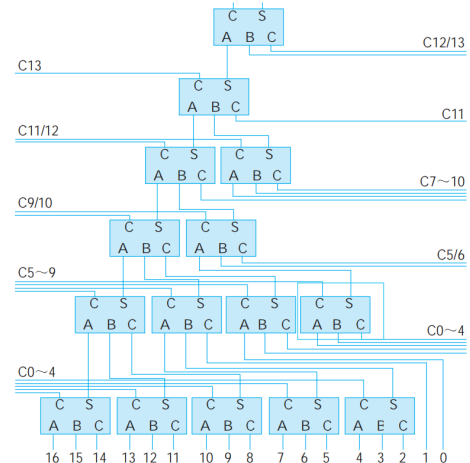 C S
A B C
C12/13
C13
C S
A B C
C11
C11/12
C S C S
A B C A B C
C7～10
C9/10
C S C S
A B C A B C
C5/6
C5～9
C S C S C S C S
A B C A B C A B C A B C
C0～4
C0～4
C S C S C S C S C S
A B C A B C A B C A B C A E C
16 15 14 13 12 11 10 9 8 7 6 5 4 3 2 1 0